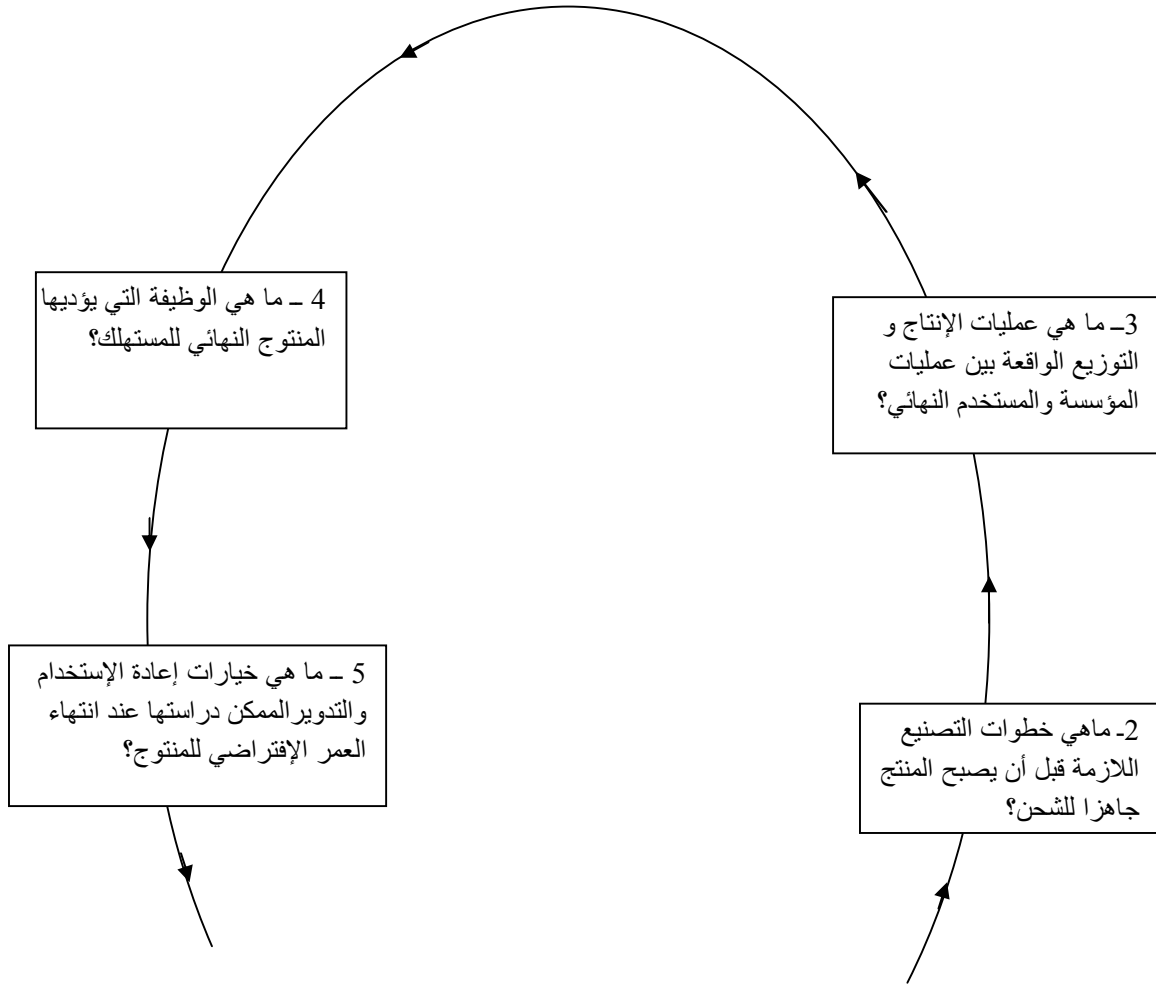 4 – ما هي الوظيفة التي يؤديها
المنتوج النهائي للمستهلك؟
3– ما هي عمليات الإنتاج و
التوزيع الواقعة بين عمليات
المؤسسة والمستخدم النهائي؟
5 – ما هي خيارات إعادة الإستخدام
والتدويرالممكن دراستها عند انتهاء
العمر الإفتراضي للمنتوج؟
2- ماهي خطوات التصنيع
اللازمة قبل أن يصبح المنتج
جاهزا للشحن؟